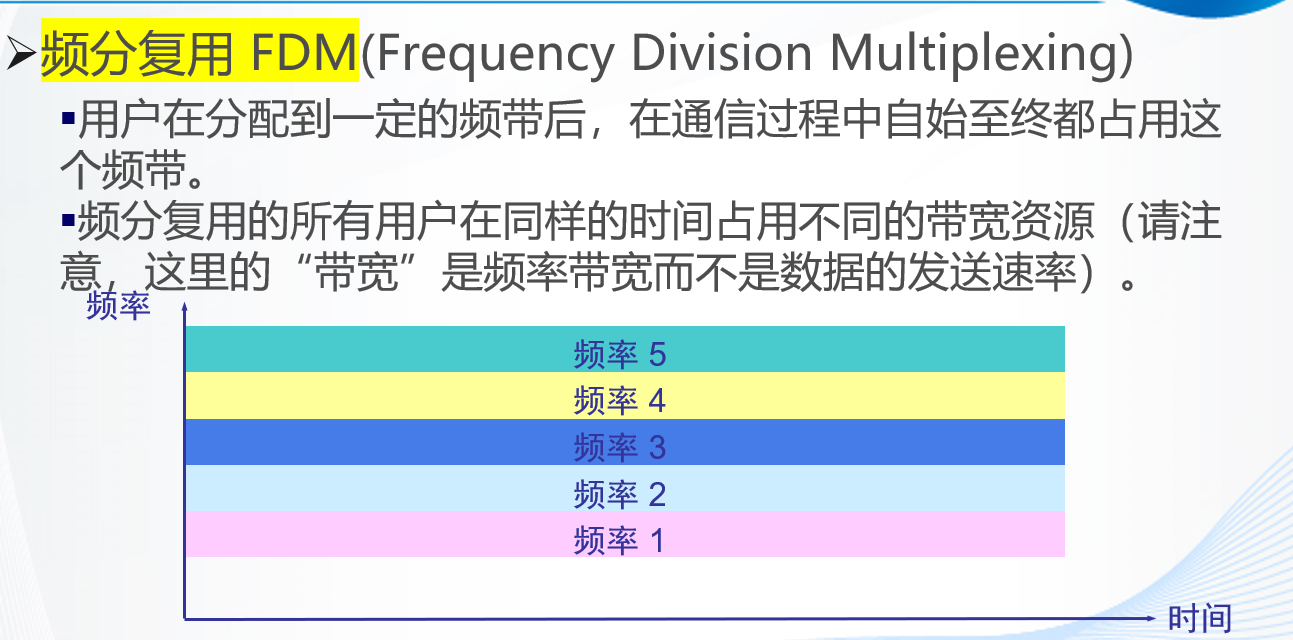 ➢频分复用 FDM(Frequency Division Multiplexing)
▪用户在分配到一定的频带后，在通信过程中自始至终都占用这
个频带。
▪频分复用的所有用户在同样的时间占用不同的带宽资源（请注
意，这里的“带宽”是频率带宽而不是数据的发送速率）。
频率
频率 5
频率 4
频率 3
频率 2
频率 1
时间